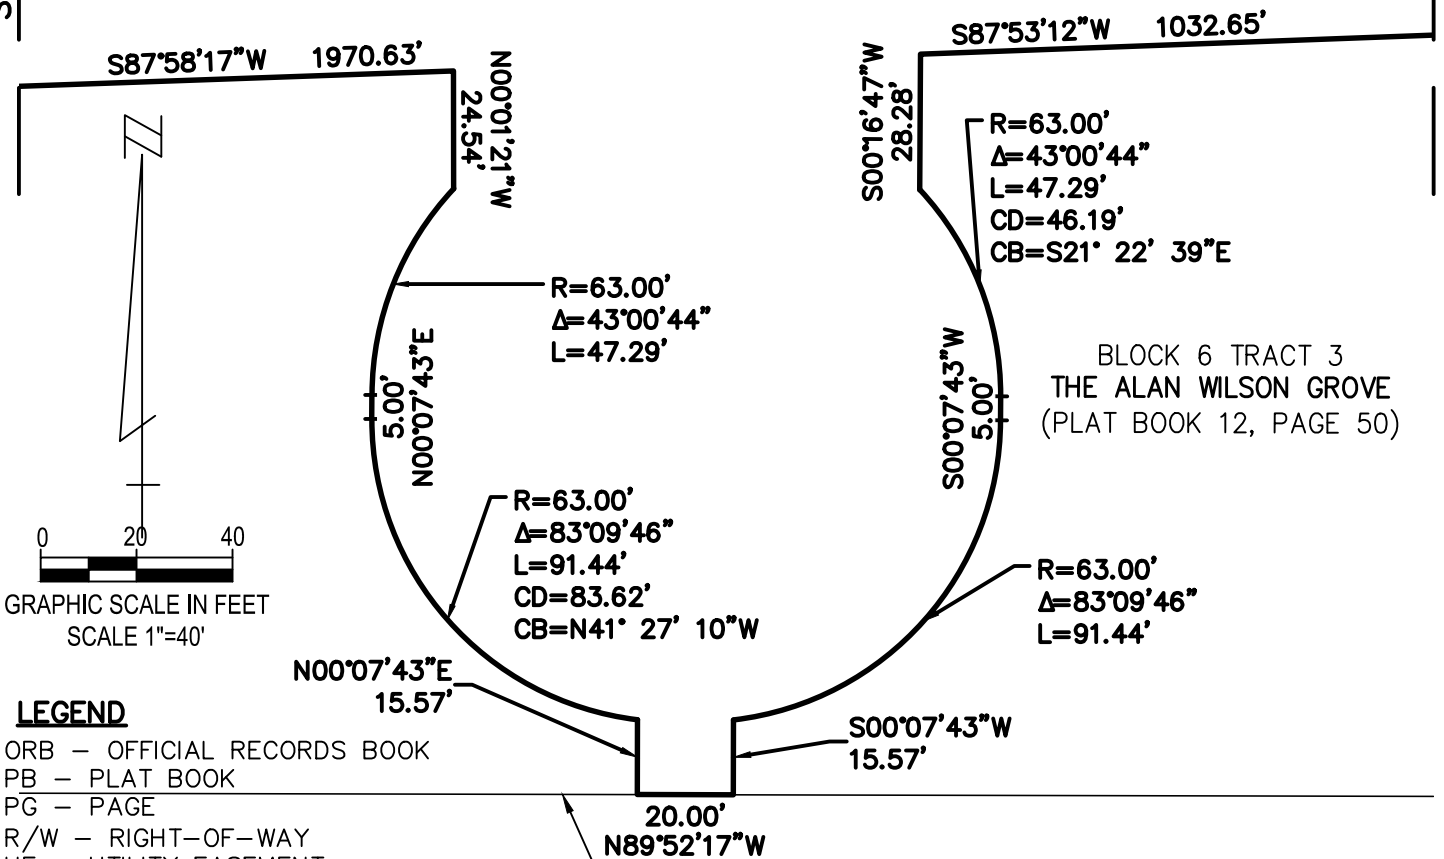 S87°58'17"W 1970.63'
N00°01'21"W
24.54'
S87°53'12"W 1032.65'
S00°16'47"W
28.28'
R=63.00'
Δ=43°00'44"
L=47.29'
CD=46.19'
CB=S21° 22' 39"E
R=63.00'
Δ=43°00'44"
L=47.29'
5.00'
N00°07'43"E
S00°07'43"W
5.00'
BLOCK 6 TRACT 3
THE ALAN WILSON GROVE
(PLAT BOOK 12, PAGE 50)
R=63.00'
Δ=83°09'46"
L=91.44'
CD=83.62'
CB=N41° 27' 10"W
R=63.00'
Δ=83°09'46"
L=91.44'
N
0 20 40
GRAPHIC SCALE IN FEET
SCALE 1"=40'
N00°07'43"E
15.57'
S00°07'43"W
15.57'
20.00'
N89°52'17"W
LEGEND
ORB – OFFICIAL RECORDS BOOK
PB – PLAT BOOK
PG – PAGE
R/W – RIGHT–OF–WAY
UE – UTILITY EASEMENT